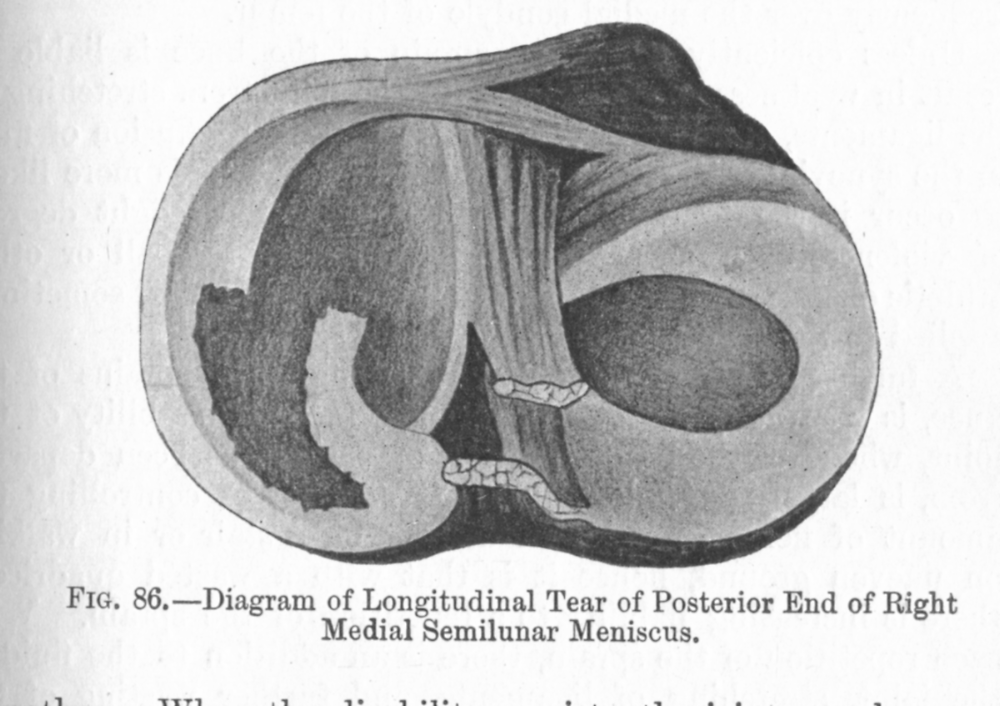 FIG. 86.—Diagram of Longitudinal Tear of Posterior End of Right
Medial Semilunar Meniscus.